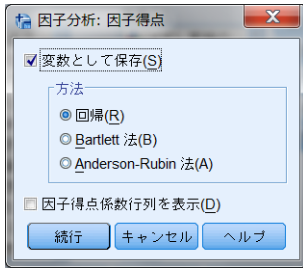 因子分析: 因子得点
変数として保存(S)
方法
回帰(R)
Bartlett 法(B)
Anderson-Rubin 法(A)
因子得点係数行列を表示(D)
続行 キャンセル ヘルプ